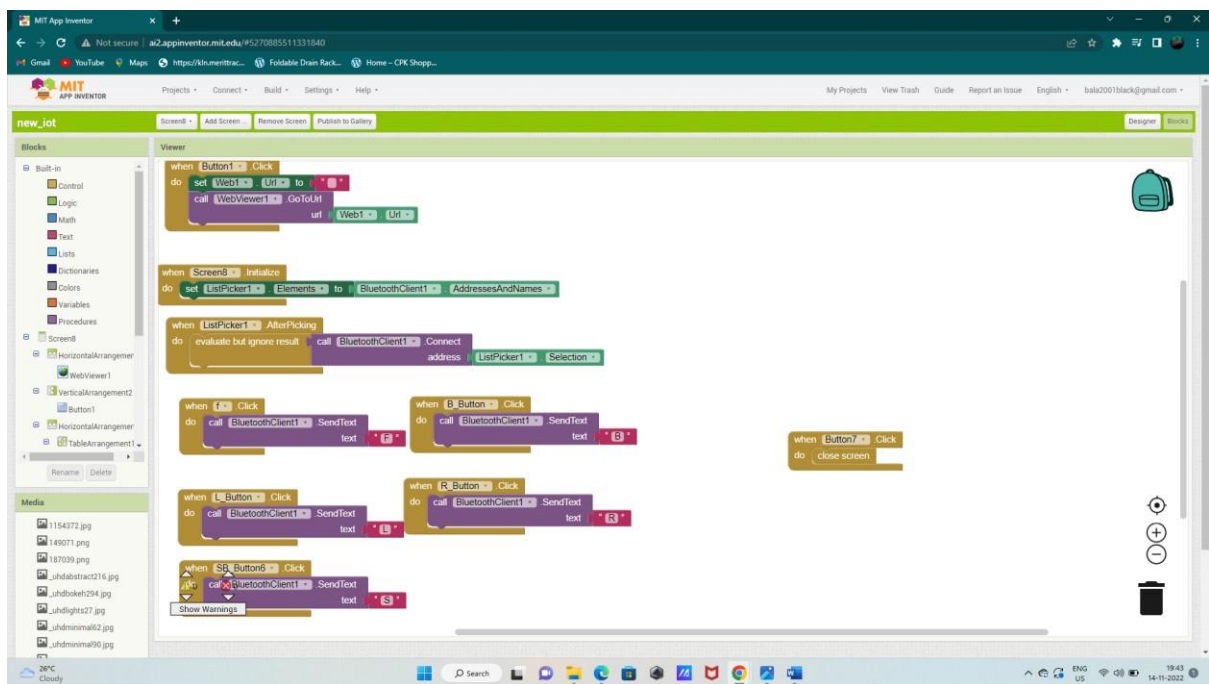 MIT App Inventor
Not secure | ai2.appinventor.mit.edu/#5270885511331840
Gmail YouTube Maps https://kln.merittrac... Foldable Drain Rack... Home – CPK Shopp...
MIT
APP INVENTOR
Projects Connect Build Settings Help
My Projects View Trash Guide Report an Issue English bala2001black@gmail.com
new_iot
Screen8 Add Screen ... Remove Screen Publish to Gallery
Designer Blocks
Blocks
Viewer
Built-in
Control
Logic
Math
Text
Lists
Dictionaries
Colors
Variables
Procedures
Screen8
HorizontalArrangemer
WebViewer1
VerticalArrangement2
Button1
HorizontalArrangemer
TableArrangement1
Rename Delete
Media
1154372.jpg
149071.png
187039.png
_uhdabstract216.jpg
_uhdbokeh294.jpg
_uhdlights27.jpg
_uhdminimal62.jpg
_uhdminimal90.jpg
when Button1 .Click
do set Web1 . Url to " "
call WebViewer1 .GoToUrl
url Web1 . Url
when Screen8 .Initialize
do set ListPicker1 . Elements to BluetoothClient1 . AddressesAndNames
when ListPicker1 .AfterPicking
do evaluate but ignore result call BluetoothClient1 .Connect
address ListPicker1 . Selection
when f .Click
do call BluetoothClient1 .SendText
text " F "
when B_Button .Click
do call BluetoothClient1 .SendText
text " B "
when Button7 .Click
do close screen
when L_Button .Click
do call BluetoothClient1 .SendText
text " L "
when R_Button .Click
do call BluetoothClient1 .SendText
text " R "
when SB_Button6 .Click
do call BluetoothClient1 .SendText
text " S "
Show Warnings
26°C
Cloudy
Search
ENG
US
19:43
14-11-2022